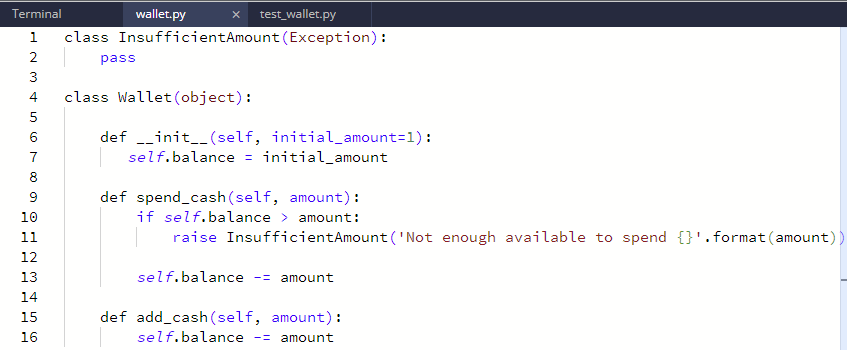 Terminal wallet.py × test_wallet.py
1 class InsufficientAmount(Exception):
2     pass
3
4 class Wallet(object):
5
6     def __init__(self, initial_amount=1):
7        self.balance = initial_amount
8
9     def spend_cash(self, amount):
10         if self.balance > amount:
11             raise InsufficientAmount('Not enough available to spend {}'.format(amount))
12
13         self.balance -= amount
14
15     def add_cash(self, amount):
16         self.balance -= amount